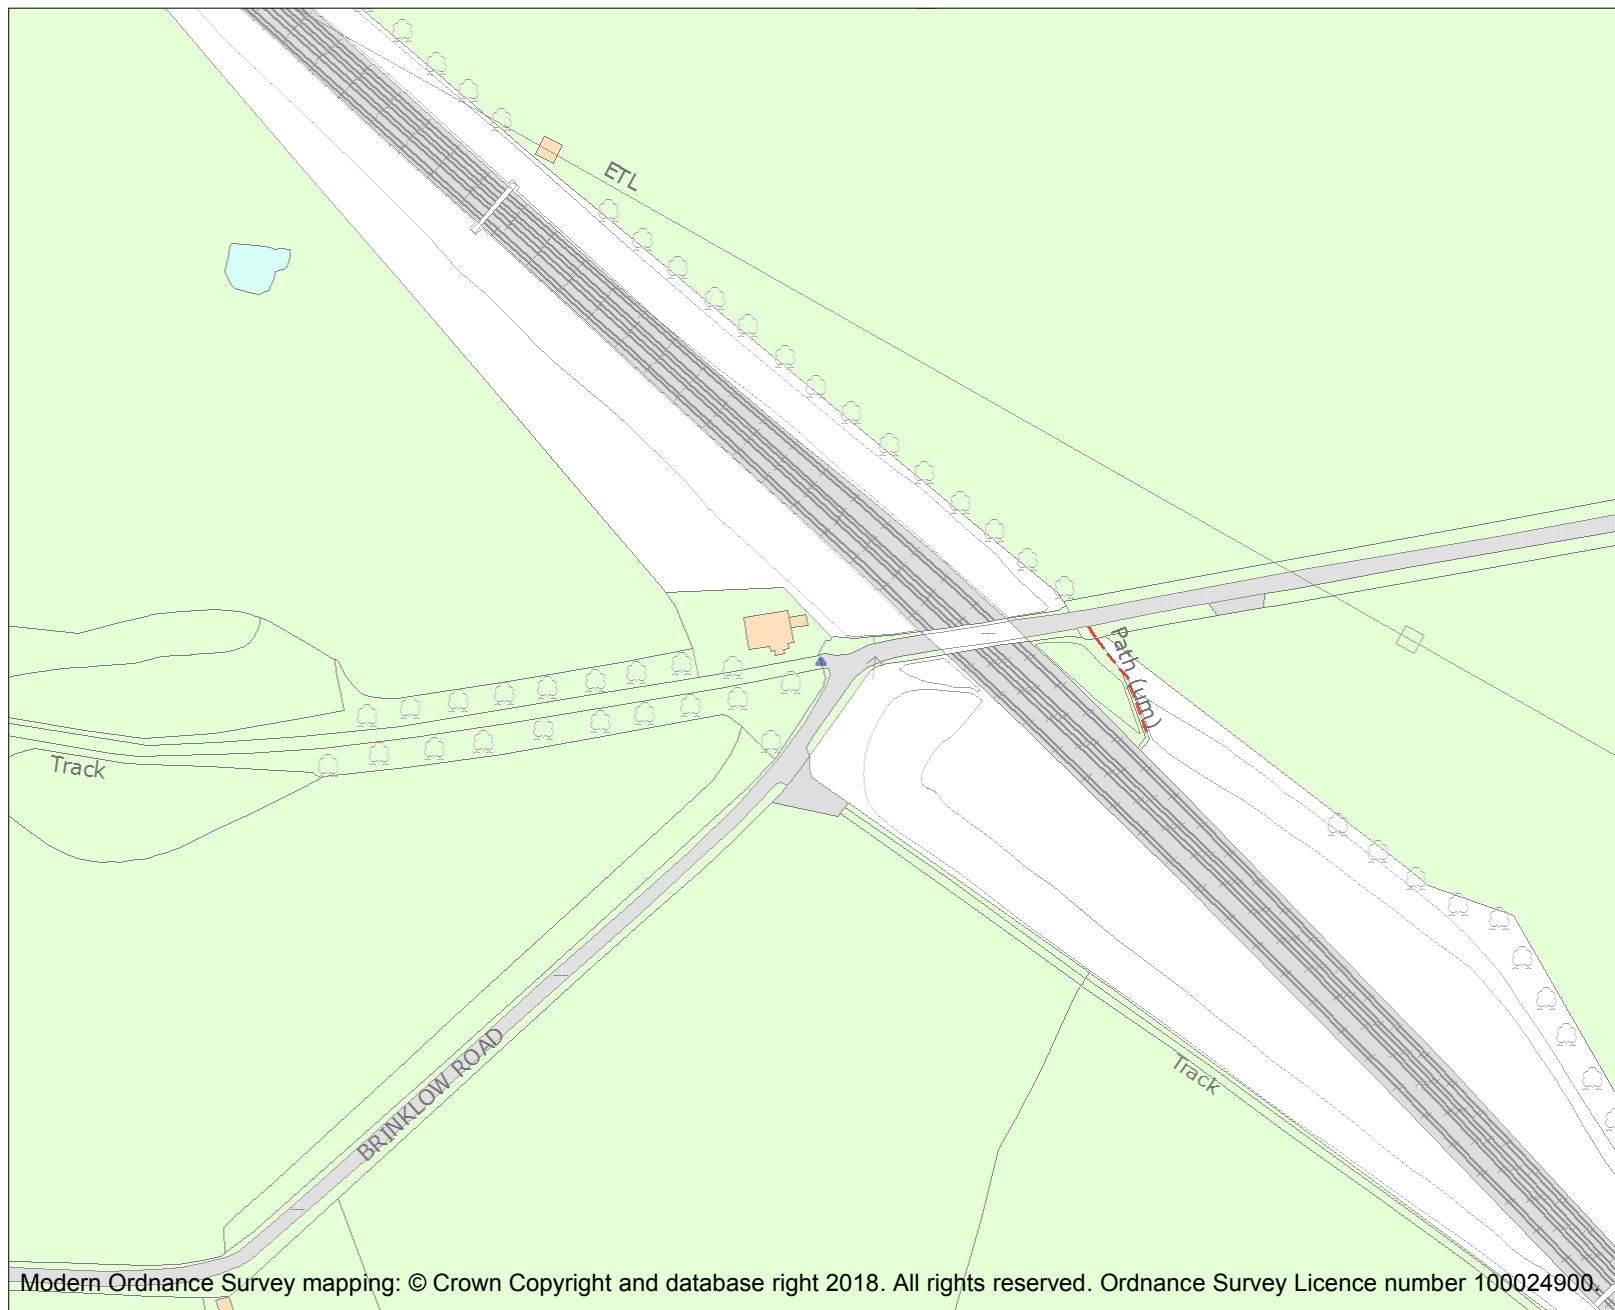 ETL
Path (um)
Track
BRINKLOW ROAD
Track
Modern Ordnance Survey mapping: © Crown Copyright and database right 2018. All rights reserved. Ordnance Survey Licence number 100024900.